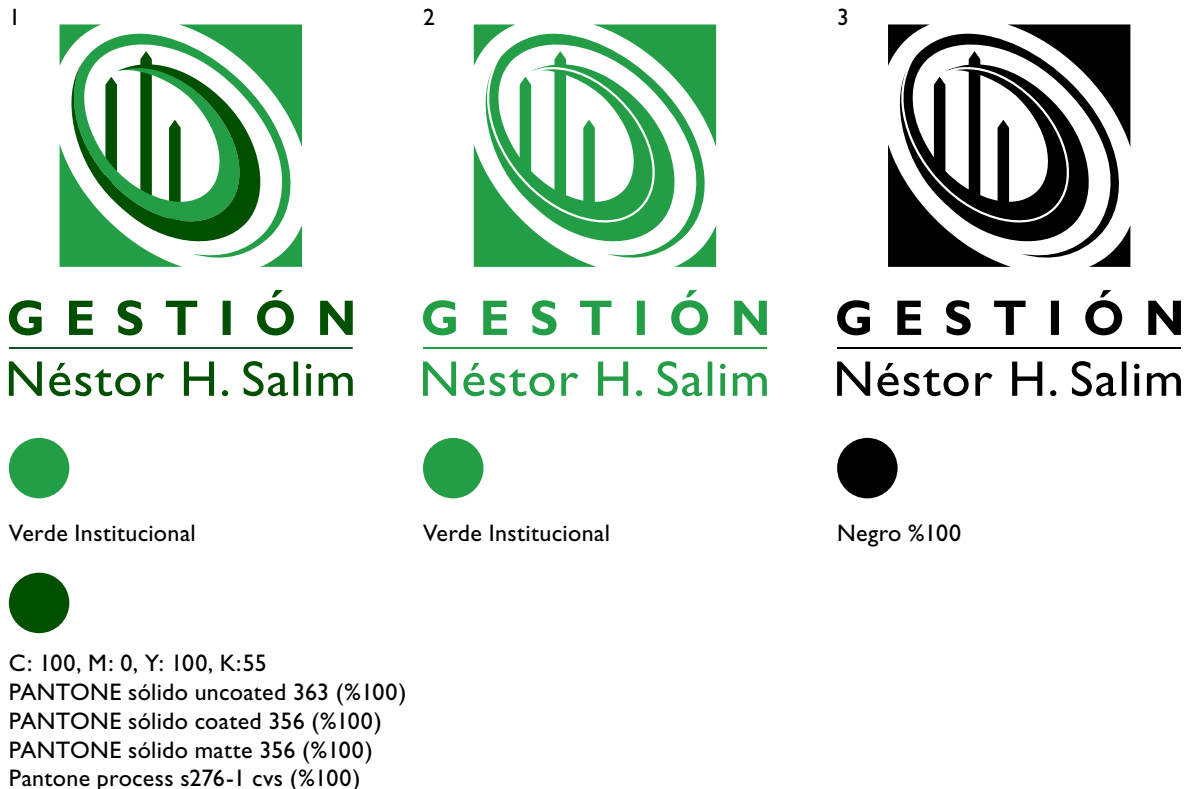 1
GESTIÓN
Néstor H. Salim
Verde Institucional
C: 100, M: 0, Y: 100, K:55
PANTONE sólido uncoated 363 (%100)
PANTONE sólido coated 356 (%100)
PANTONE sólido matte 356 (%100)
Pantone process s276-1 cvs (%100)
2
GESTIÓN
Néstor H. Salim
Verde Institucional
3
GESTIÓN
Néstor H. Salim
Negro %100